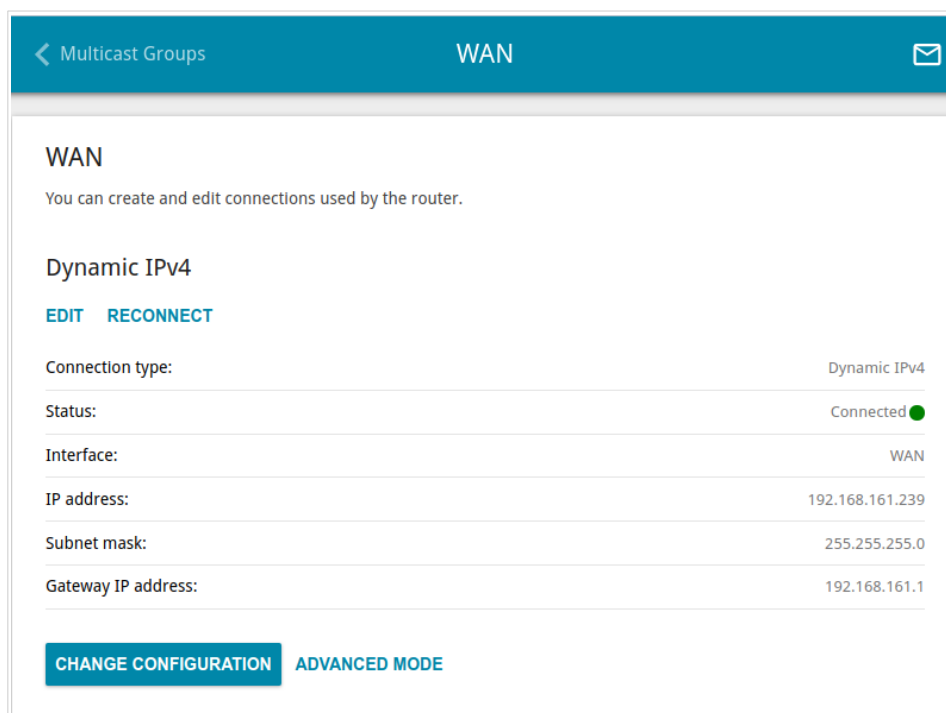 Multicast Groups WAN
WAN
You can create and edit connections used by the router.
Dynamic IPv4
EDIT RECONNECT
Connection type: Dynamic IPv4
Status: Connected
Interface: WAN
IP address: 192.168.161.239
Subnet mask: 255.255.255.0
Gateway IP address: 192.168.161.1
CHANGE CONFIGURATION ADVANCED MODE